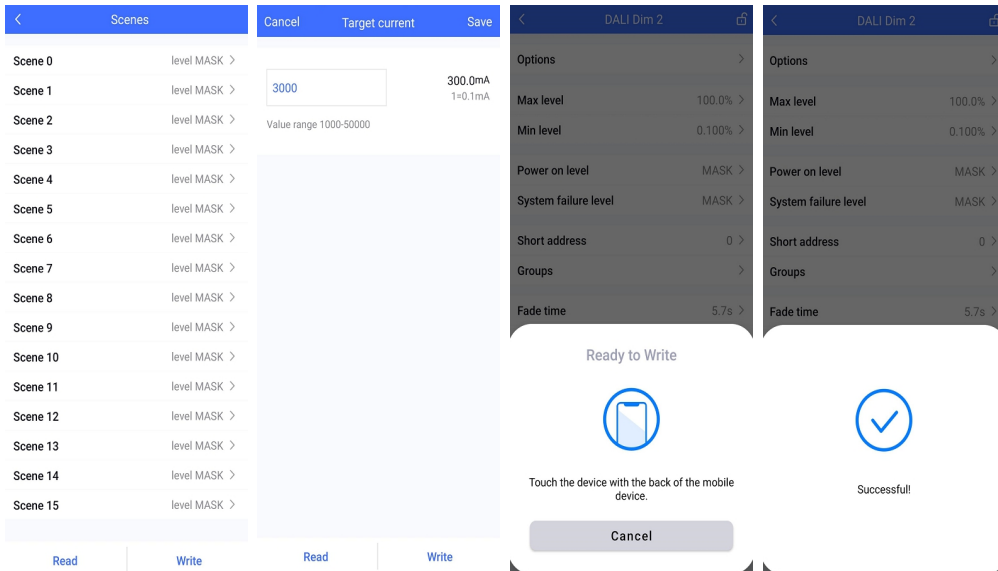 Scenes
Scene 0 level MASK
Scene 1 level MASK
Scene 2 level MASK
Scene 3 level MASK
Scene 4 level MASK
Scene 5 level MASK
Scene 6 level MASK
Scene 7 level MASK
Scene 8 level MASK
Scene 9 level MASK
Scene 10 level MASK
Scene 11 level MASK
Scene 12 level MASK
Scene 13 level MASK
Scene 14 level MASK
Scene 15 level MASK
Read Write
Cancel Target current Save
3000 300.0mA
1=0.1mA
Value range 1000-50000
Read Write
DALI Dim 2
Options
Max level 100.0%
Min level 0.100%
Power on level MASK
System failure level MASK
Short address 0
Groups
Fade time 5.7s
Ready to Write
Touch the device with the back of the mobile
device.
Cancel
DALI Dim 2
Options
Max level 100.0%
Min level 0.100%
Power on level MASK
System failure level MASK
Short address 0
Groups
Fade time 5.7s
Successful!